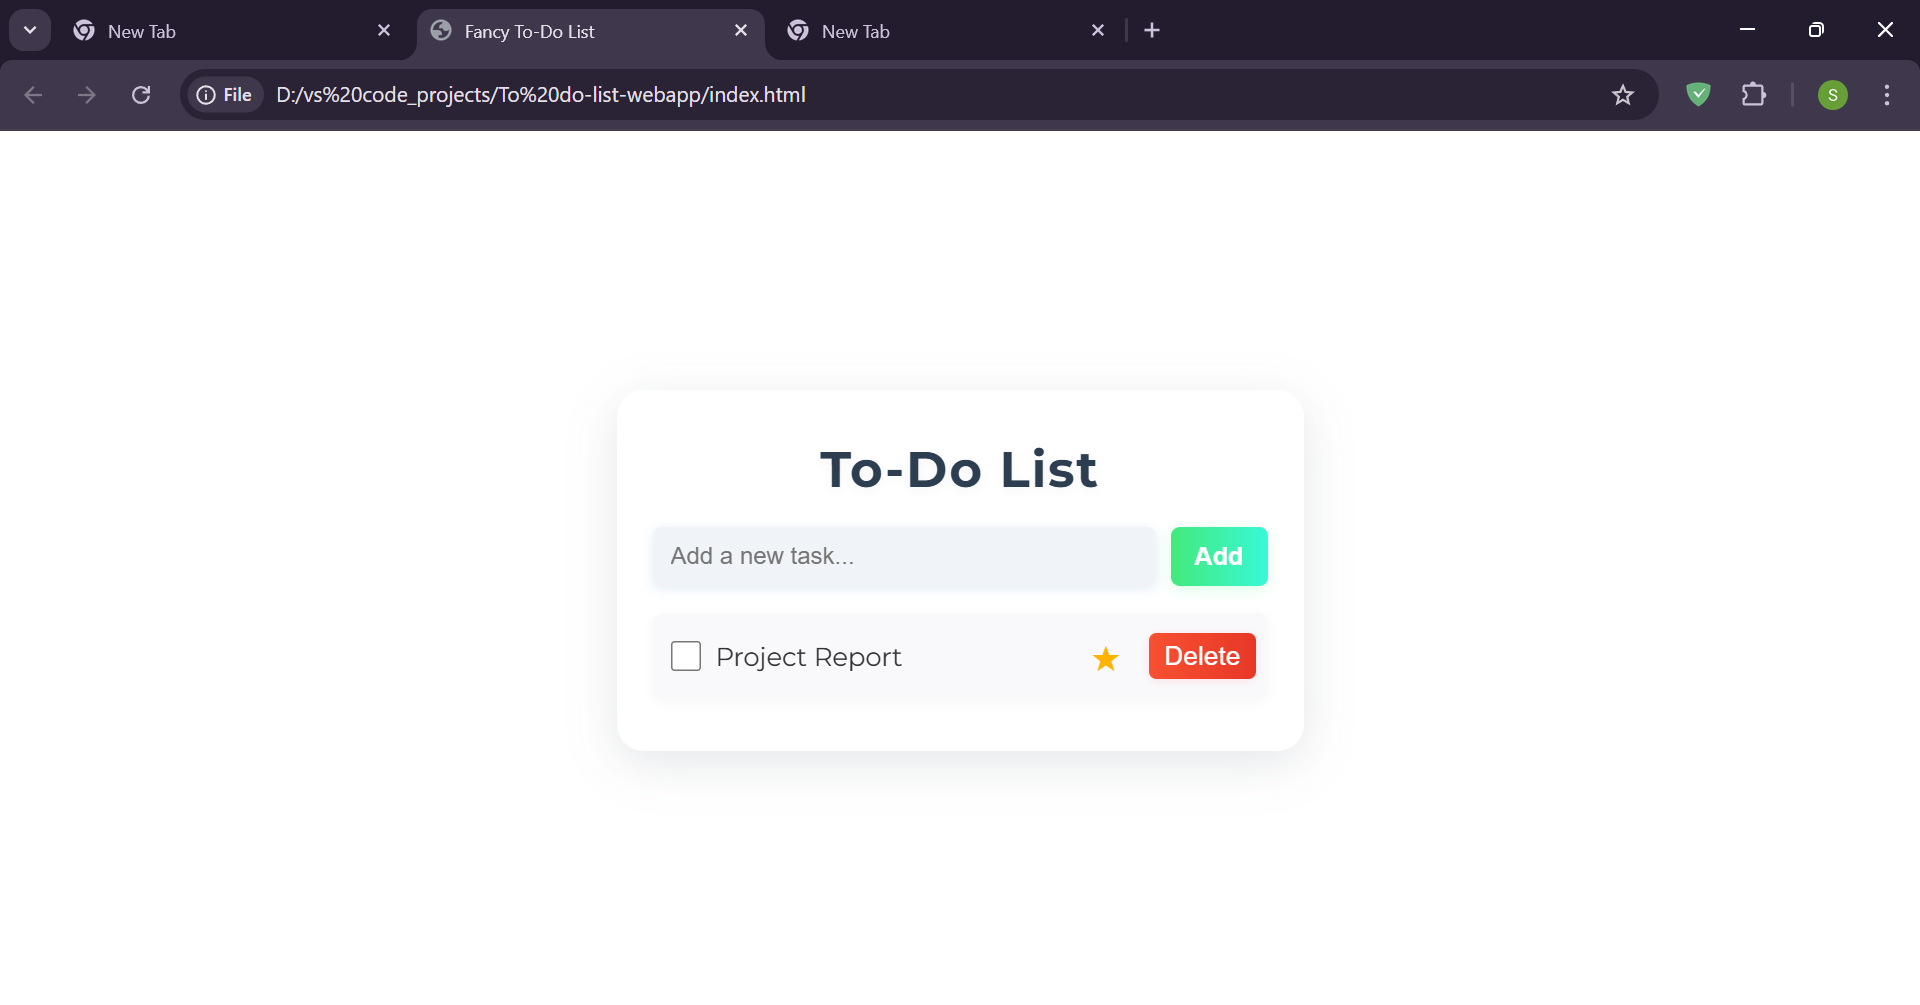 New Tab
Fancy To-Do List
New Tab
File
D:/vs%20code_projects/To%20do-list-webapp/index.html
S
To-Do List
Add a new task...
Add
Project Report
Delete